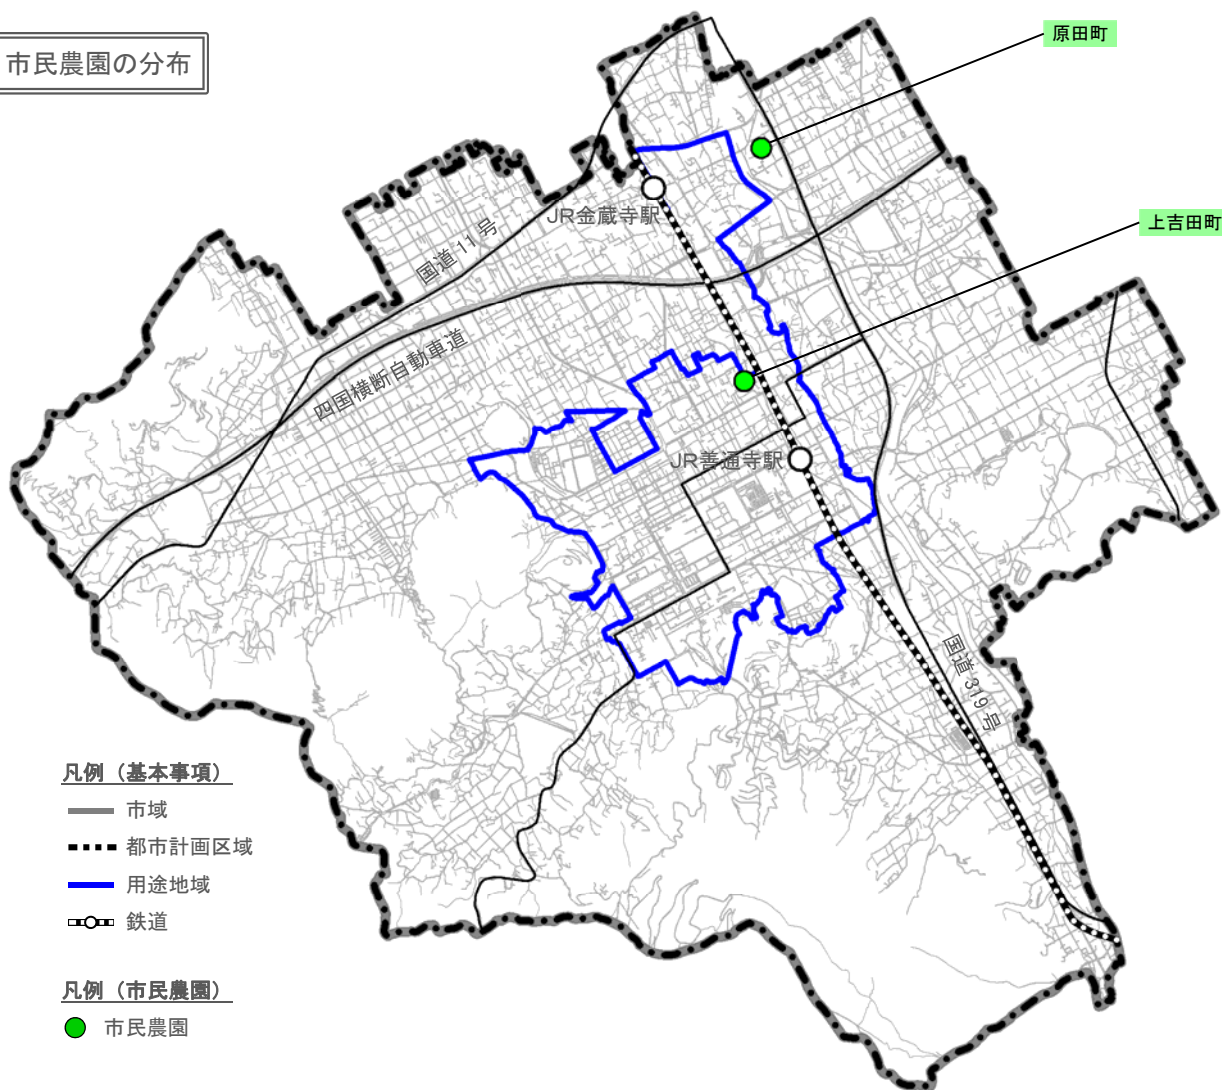 市民農園の分布
原田町
上吉田町
JR金蔵寺駅
国道11号
四国横断自動車道
JR善通寺駅
国道319号
凡例（基本事項）
市域
都市計画区域
用途地域
鉄道
凡例（市民農園）
市民農園